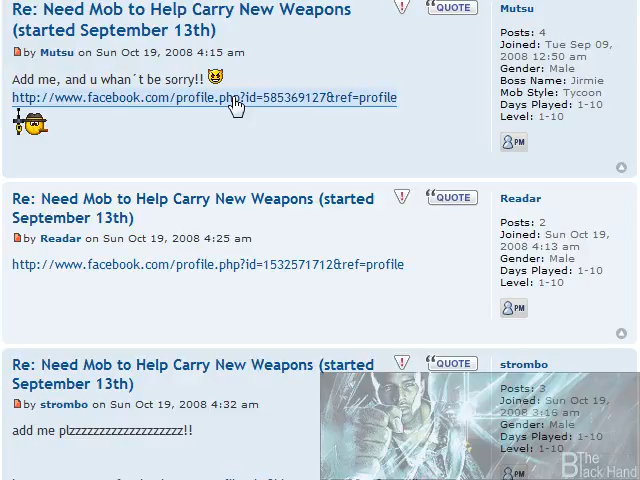 Re: Need Mob to Help Carry New Weapons
(started September 13th)
by Mutsu on Sun Oct 19, 2008 4:15 am
Add me, and u whan´t be sorry!!
http://www.facebook.com/profile.php?id=585369127&ref=profile
QUOTE
Mutsu
Posts: 4
Joined: Tue Sep 09,
2008 12:50 am
Gender: Male
Boss Name: Jirmie
Mob Style: Tycoon
Days Played: 1-10
Level: 1-10
PM
Re: Need Mob to Help Carry New Weapons (started
September 13th)
by Readar on Sun Oct 19, 2008 4:25 am
http://www.facebook.com/profile.php?id=1532571712&ref=profile
QUOTE
Readar
Posts: 2
Joined: Sun Oct 19,
2008 4:13 am
Gender: Male
Days Played: 1-10
Level: 1-10
PM
Re: Need Mob to Help Carry New Weapons (started
September 13th)
by strombo on Sun Oct 19, 2008 4:32 am
add me plzzzzzzzzzzzzzzzzzzz!!
QUOTE
strombo
Posts: 3
Joined: Sun Oct 19,
2008 3:16 am
Gender: Male
Days Played: 1-10
Level: 1-10
PM
The
Black Hand